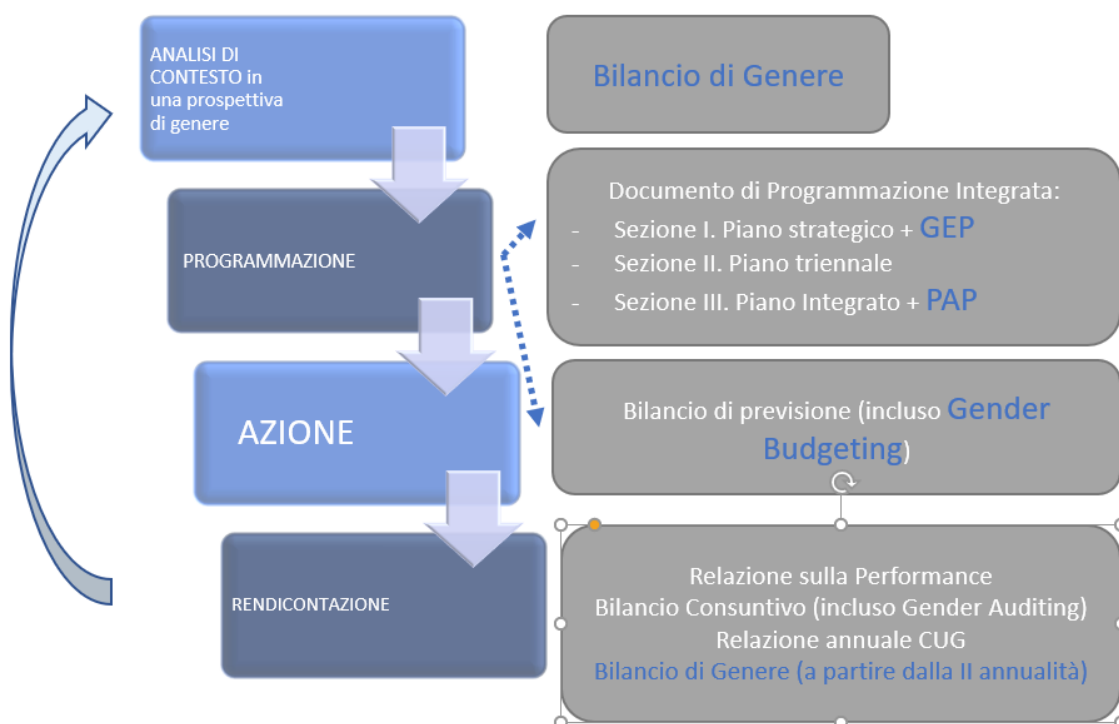 ANALISI DI
CONTESTO in
una prospettiva
di genere
Bilancio di Genere
PROGRAMMAZIONE
Documento di Programmazione Integrata:
- Sezione I. Piano strategico + GEP
- Sezione II. Piano triennale
- Sezione III. Piano Integrato + PAP
AZIONE
Bilancio di previsione (incluso Gender
Budgeting)
RENDICONTAZIONE
Relazione sulla Performance
Bilancio Consuntivo (incluso Gender Auditing)
Relazione annuale CUG
Bilancio di Genere (a partire dalla II annualità)